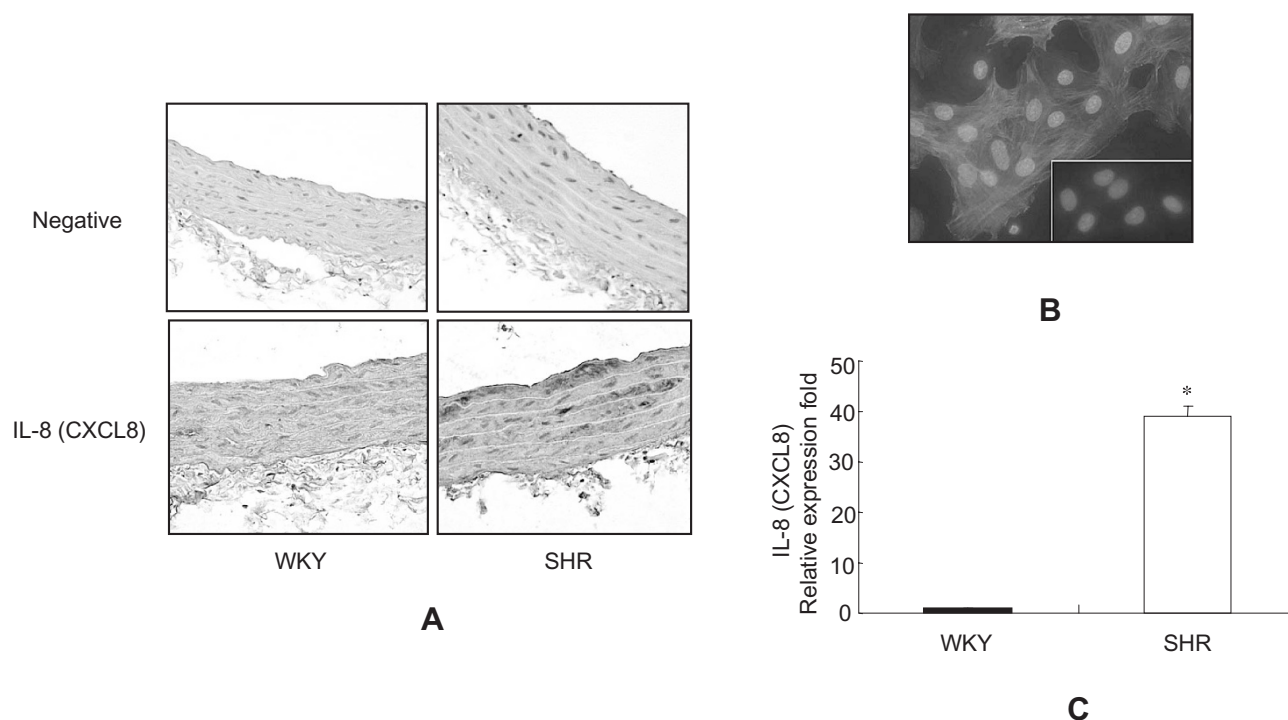 Negative
IL-8 (CXCL8)
WKY
SHR
A
B
IL-8 (CXCL8)
Relative expression fold
50
40
30
20
10
0
*
WKY
SHR
C